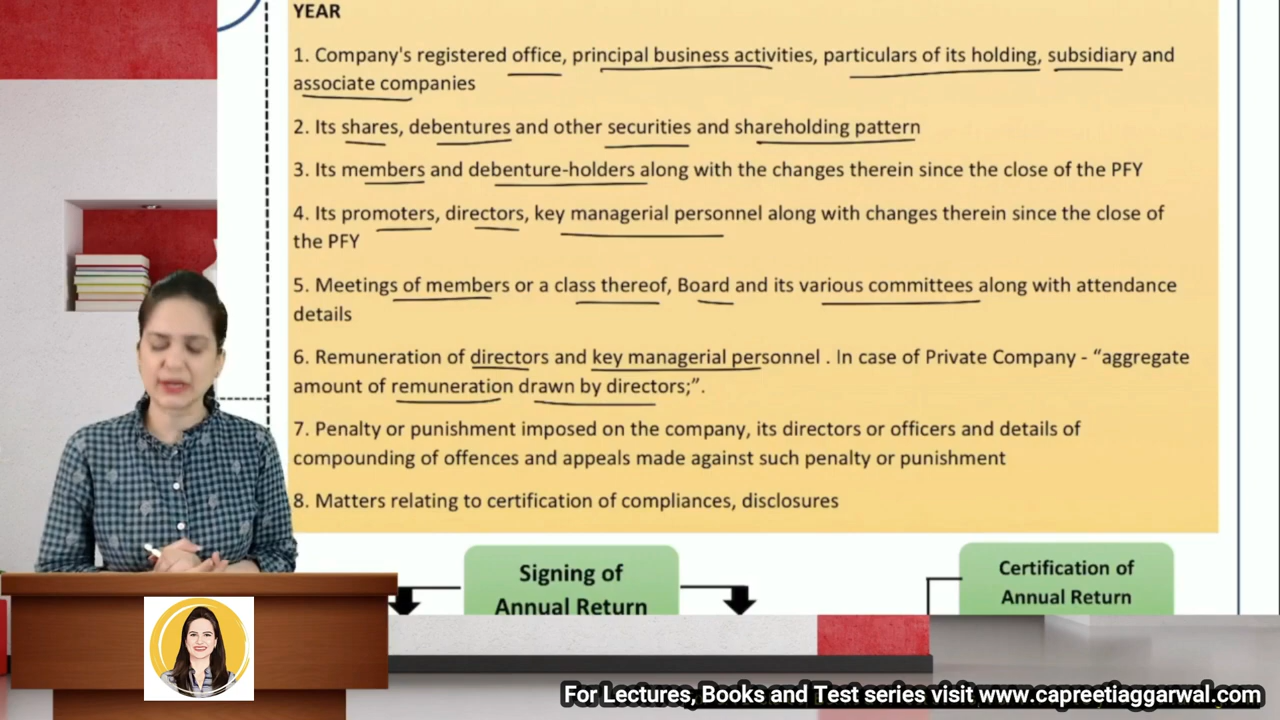 YEAR
1. Company's registered office, principal business activities, particulars of its holding, subsidiary and
associate companies
2. Its shares, debentures and other securities and shareholding pattern
3. Its members and debenture-holders along with the changes therein since the close of the PFY
4. Its promoters, directors, key managerial personnel along with changes therein since the close of
the PFY
5. Meetings of members or a class thereof, Board and its various committees along with attendance
details
6. Remuneration of directors and key managerial personnel . In case of Private Company - “aggregate
amount of remuneration drawn by directors;”.
7. Penalty or punishment imposed on the company, its directors or officers and details of
compounding of offences and appeals made against such penalty or punishment
8. Matters relating to certification of compliances, disclosures
Signing of
Annual Return
Certification of
Annual Return
For Lectures, Books and Test series visit www.capreetiaggarwal.com